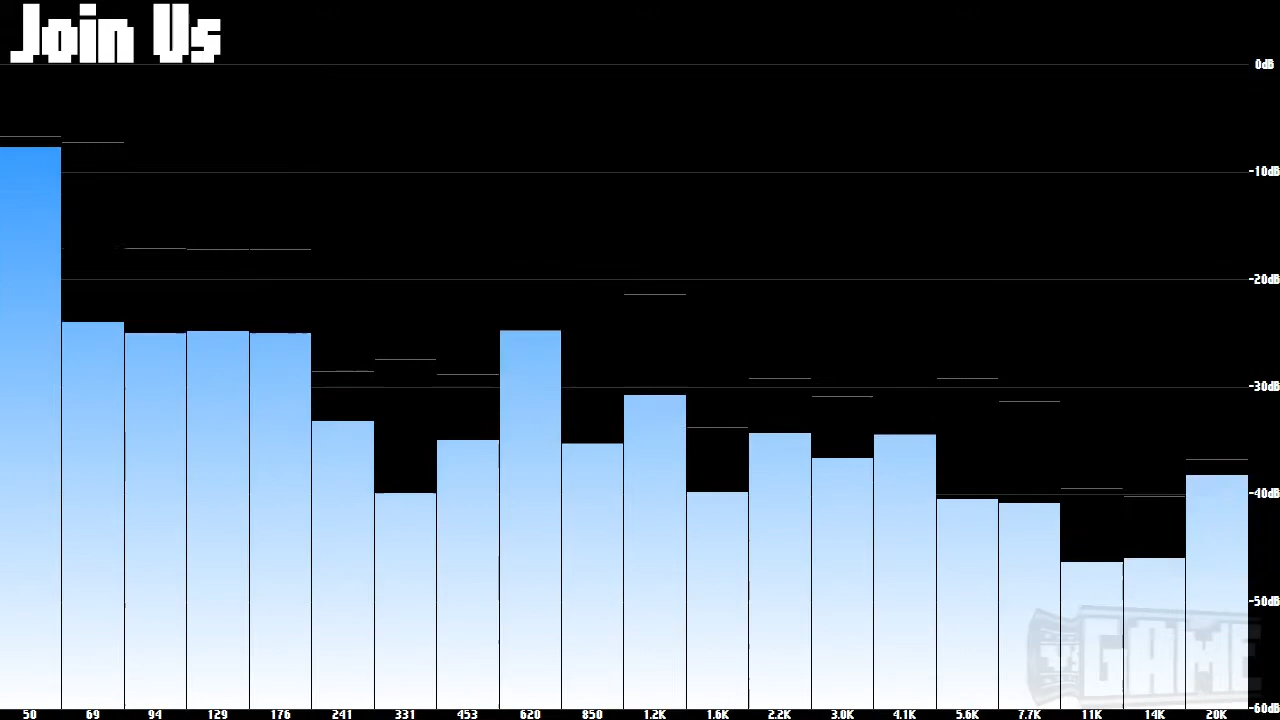 Join Us
0dB
-10dB
-20dB
-30dB
-40dB
-50dB
GAME
-60dB
50 69 94 129 176 241 331 453 620 850 1.2K 1.6K 2.2K 3.0K 4.1K 5.6K 7.7K 11K 14K 20K